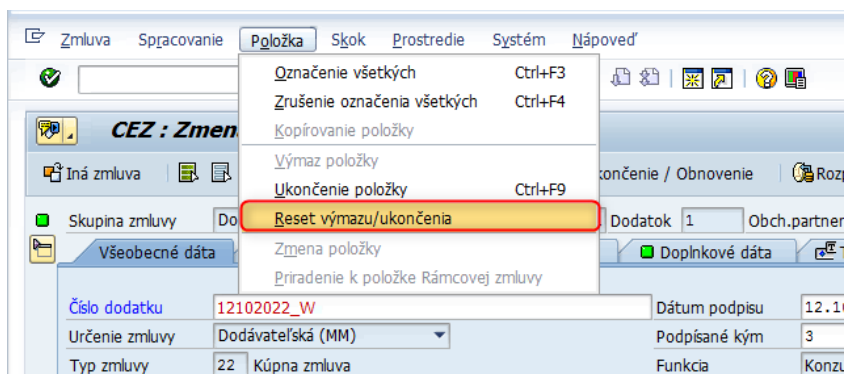 Zmluva Spracovanie Položka Skok Prostredie Systém Nápoveď
Označenie všetkých Ctrl+F3
Zrušenie označenia všetkých Ctrl+F4
Kopírovanie položky
Výmaz položky
Ukončenie položky Ctrl+F9
Reset výmazu/ukončenia
Zmena položky
Priradenie k položke Rámcovej zmluvy
CEZ : Zmen
Iná zmluva končenie / Obnovenie Rozp
Skupina zmluvy Do Dodatok 1 Obch.partner
Všeobecné dáta Doplnkové dáta T
Číslo dodatku 12102022_W Dátum podpisu 12.10
Určenie zmluvy Dodávateľská (MM) Podpísané kým 3
Typ zmluvy 22 Kúpna zmluva Funkcia Konzu